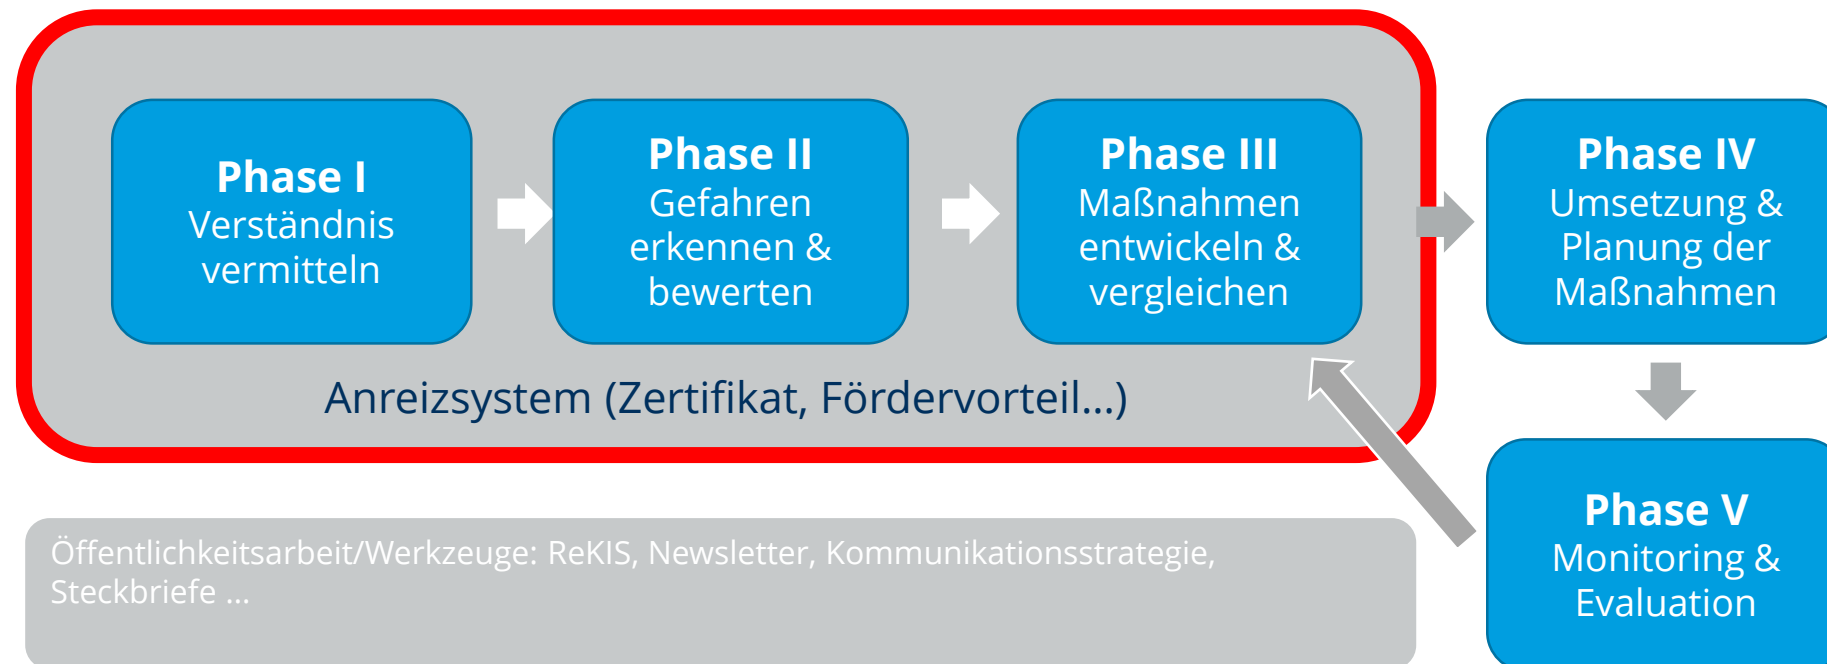 Phase I
Verständnis
vermitteln
Phase II
Gefahren
erkennen &
bewerten
Phase III
Maßnahmen
entwickeln &
vergleichen
Phase IV
Umsetzung &
Planung der
Maßnahmen
Anreizsystem (Zertifikat, Fördervorteil...)
Phase V
Monitoring &
Evaluation
Öffentlichkeitsarbeit/Werkzeuge: ReKIS, Newsletter, Kommunikationsstrategie,
Steckbriefe ...